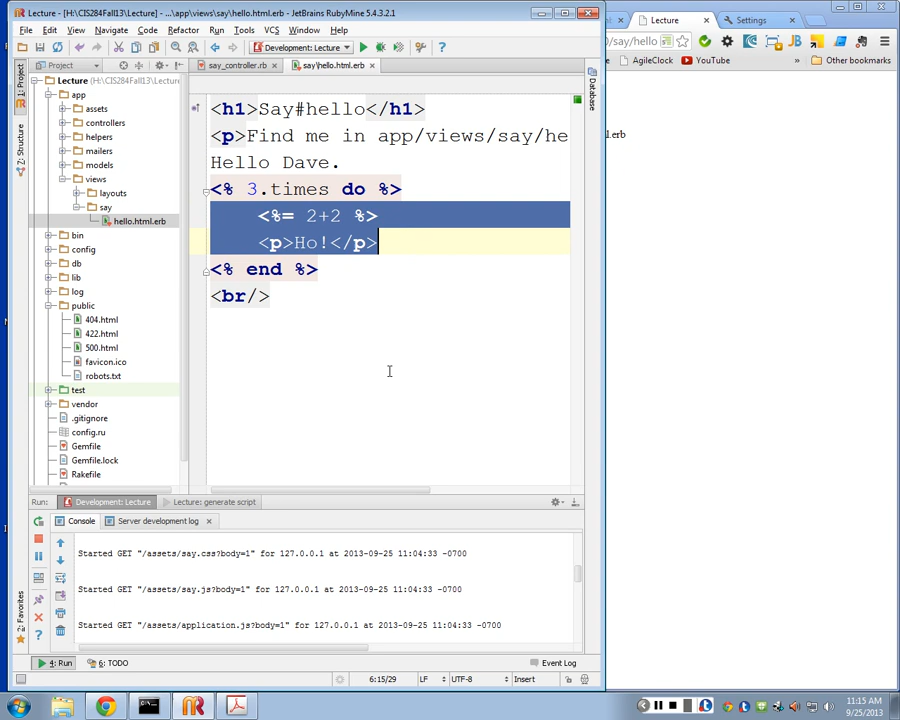 Lecture - [H:\CIS284Fall13\Lecture] - ...\app\views\say\hello.html.erb - JetBrains RubyMine 5.4.3.2.1
Lecture
Settings
File Edit View Navigate Code Refactor Run Tools VCS Window Help
/say/hello
Development: Lecture
AgileClock
YouTube
»
Other bookmarks
Project
say_controller.rb
say\hello.html.erb
1: Project
Z: Structure
2: Favorites
Database
Lecture (H:\CIS284Fall13\Lecture
app
assets
controllers
helpers
mailers
models
views
layouts
say
hello.html.erb
bin
config
db
lib
log
public
404.html
422.html
500.html
favicon.ico
robots.txt
test
vendor
.gitignore
config.ru
Gemfile
Gemfile.lock
Rakefile
<h1>Say#hello</h1>
<p>Find me in app/views/say/he
Hello Dave.
<% 3.times do %>
<%= 2+2 %>
<p>Ho!</p>
<% end %>
<br/>
l.erb
Run: Development: Lecture Lecture: generate script
Console Server development log
Started GET "/assets/say.css?body=1" for 127.0.0.1 at 2013-09-25 11:04:33 -0700
Started GET "/assets/say.js?body=1" for 127.0.0.1 at 2013-09-25 11:04:33 -0700
Started GET "/assets/application.js?body=1" for 127.0.0.1 at 2013-09-25 11:04:33 -0700
4: Run
6: TODO
Event Log
6:15/29 LF UTF-8 Insert
11:15 AM
9/25/2013